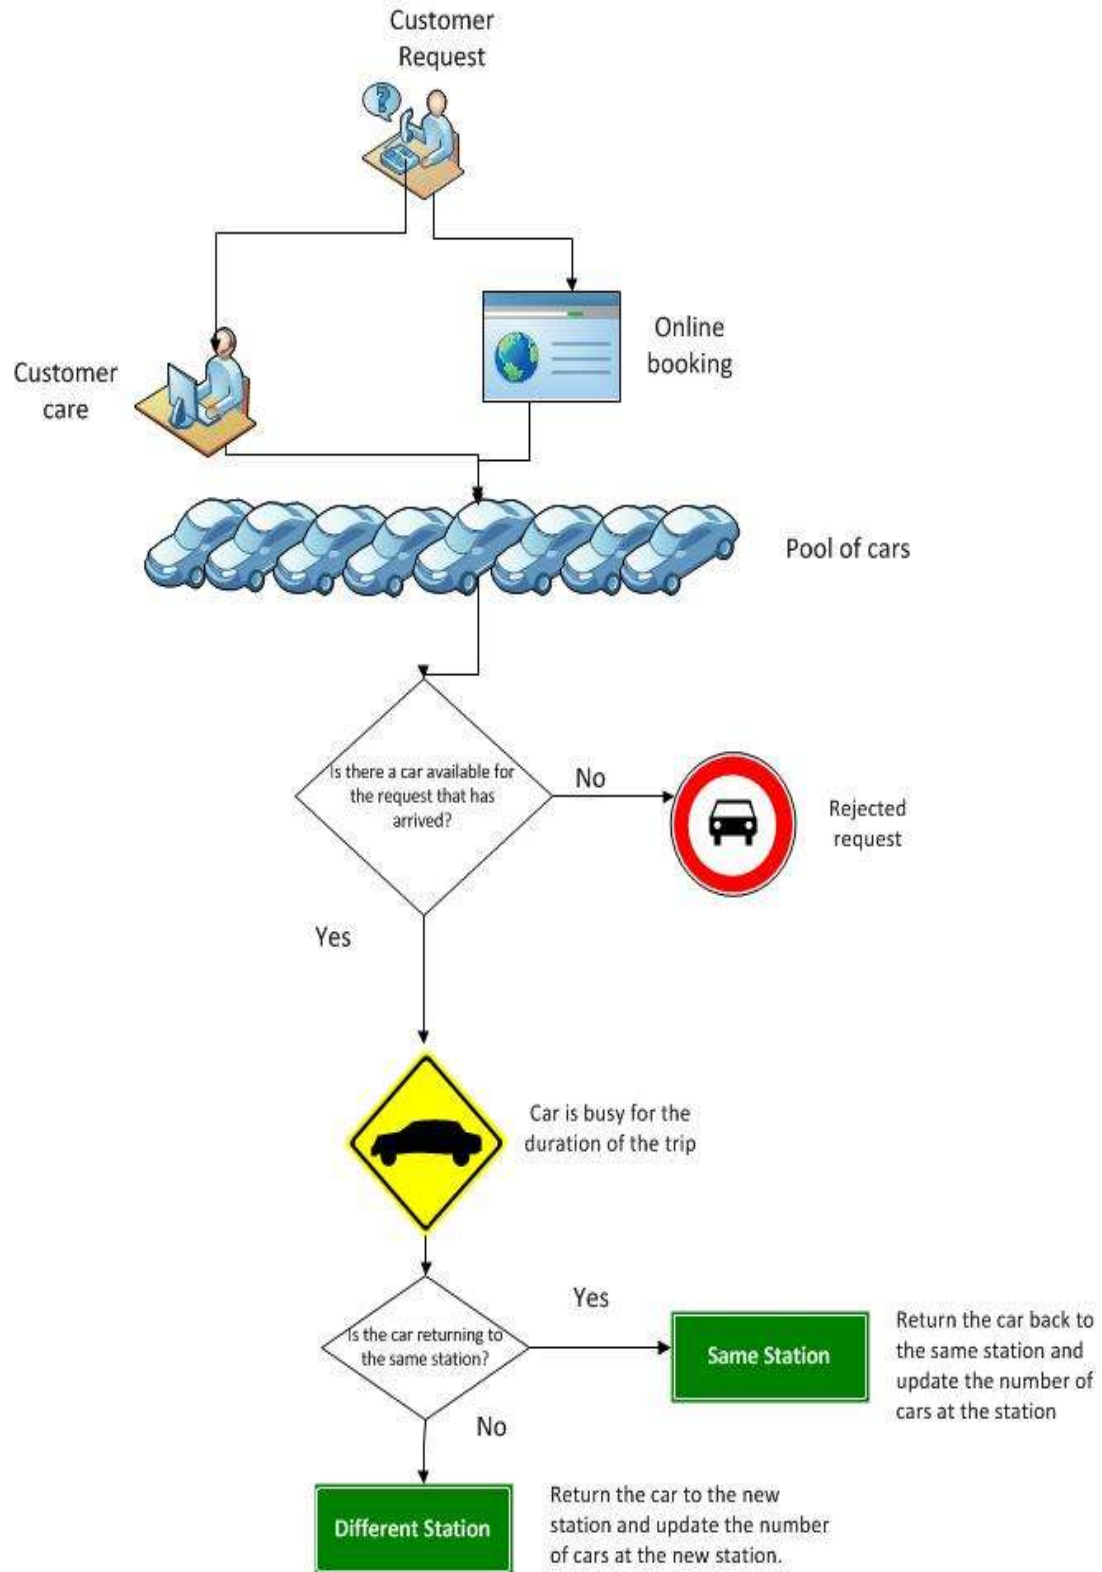 Customer
Request
?
Online
booking
Customer
care
Pool of cars
Is there a car available for
the request that has
arrived?
No
Rejected
request
Yes
Car is busy for the
duration of the trip
Is the car returning to
the same station?
Yes
Same Station
Return the car back to
the same station and
update the number of
cars at the station
No
Different Station
Return the car to the new
station and update the number
of cars at the new station.